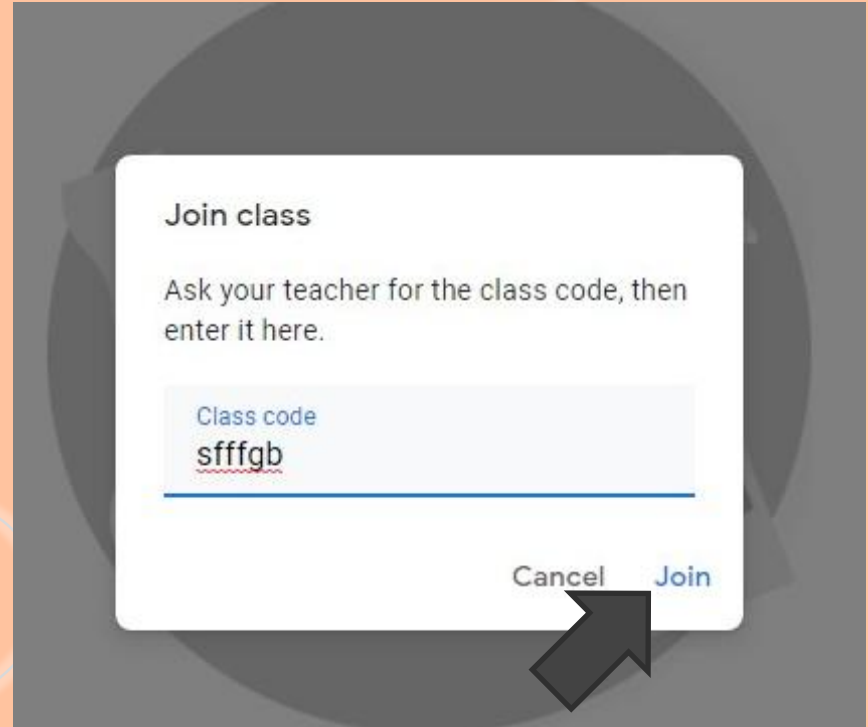 Join class
Ask your teacher for the class code, then
enter it here.
Class code
sfffgb
Cancel Join